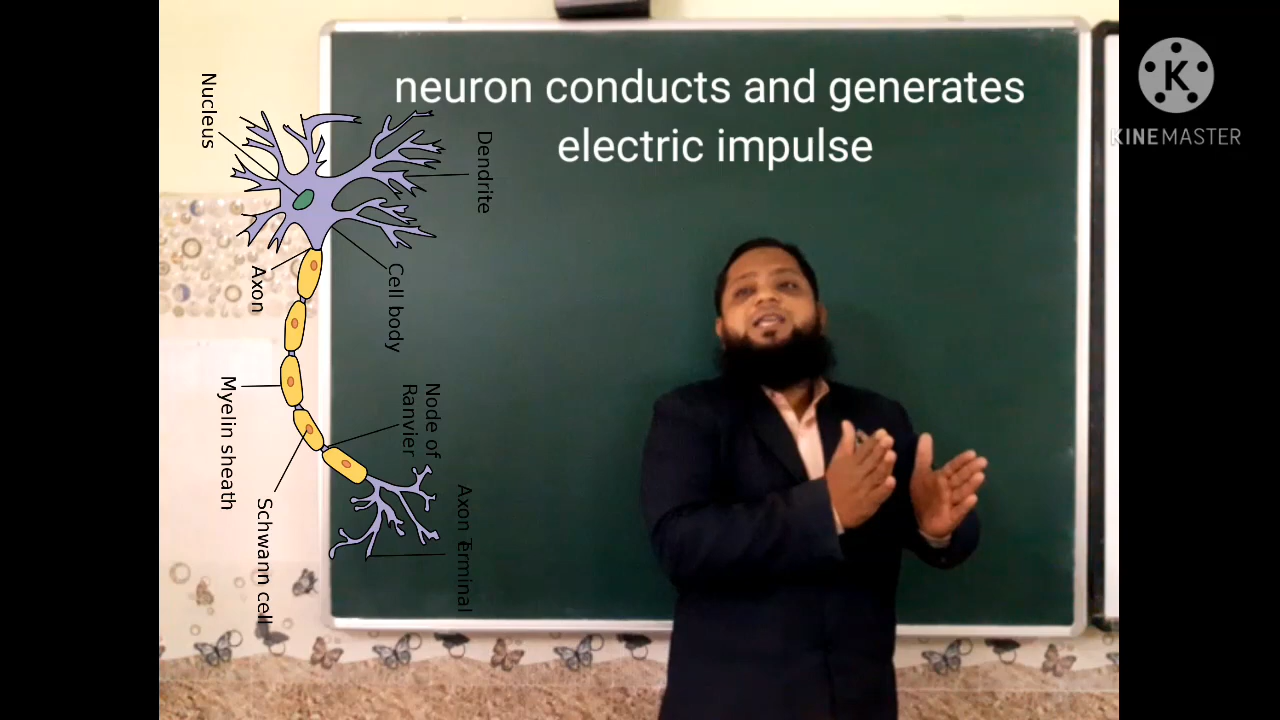 neuron conducts and generates
electric impulse
K
KINEMASTER
Nucleus
Dendrite
Axon
Cell body
Myelin sheath
Node of
Ranvier
Schwann cell
Axon Terminal